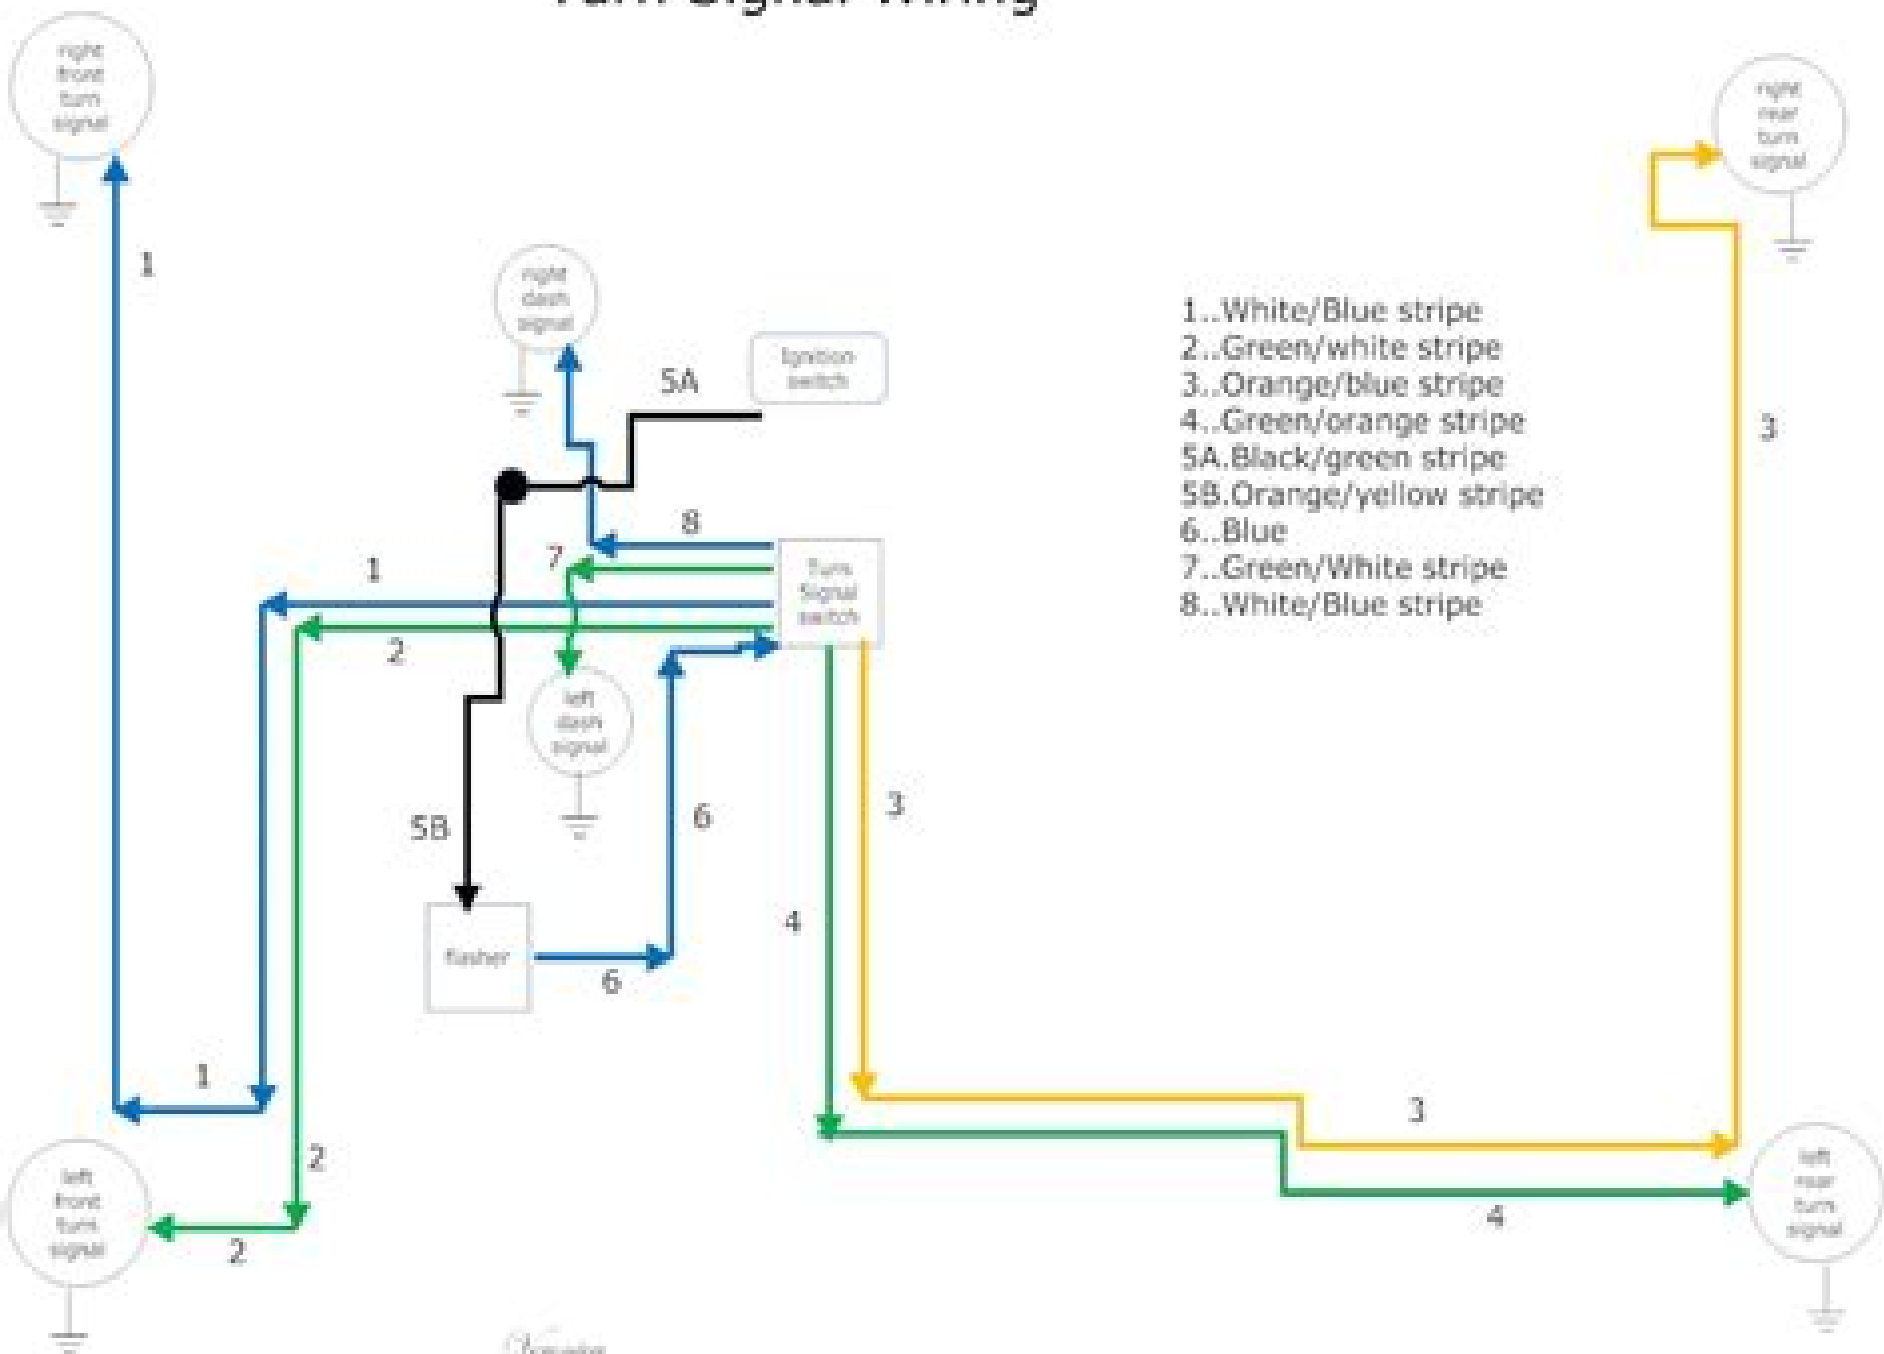 Turn Signal Wiring
right
front
turn
signal
right
rear
turn
signal
1
right
dash
signal
Ignition
switch
5A
1..White/Blue stripe
2..Green/white stripe
3..Orange/blue stripe
4..Green/orange stripe
5A.Black/green stripe
5B.Orange/yellow stripe
6..Blue
7..Green/White stripe
8..White/Blue stripe
3
8
7
1
Turn
Signal
switch
2
left
dash
signal
5B
6
3
4
flasher
6
1
3
2
left
front
turn
signal
2
left
rear
turn
signal
4